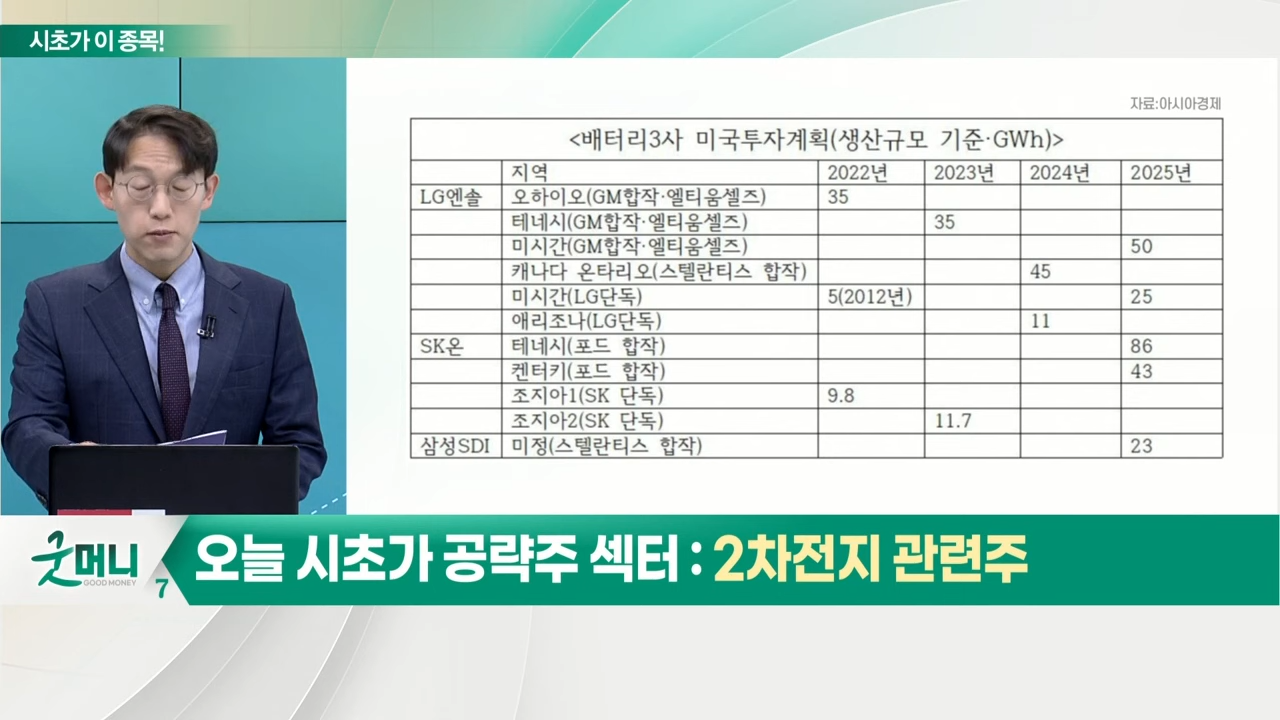 시초가 이 종목!
자료:아시아경제
<배터리3사 미국투자계획(생산규모 기준·GWh)>
지역 2022년 2023년 2024년 2025년
LG엔솔 오하이오(GM합작·엘티움셀즈) 35
테네시(GM합작·엘티움셀즈) 35
미시간(GM합작·엘티움셀즈) 50
캐나다 온타리오(스텔란티스 합작) 45
미시간(LG단독) 5(2012년) 25
애리조나(LG단독) 11
SK온 테네시(포드 합작) 86
켄터키(포드 합작) 43
조지아1(SK 단독) 9.8
조지아2(SK 단독) 11.7
삼성SDI 미정(스텔란티스 합작) 23
굿머니 GOOD MONEY 7
오늘 시초가 공략주 섹터 : 2차전지 관련주